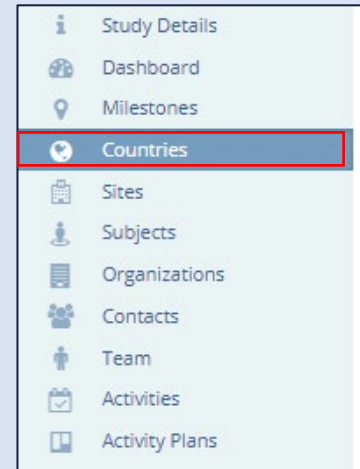 Study Details
Dashboard
Milestones
Countries
Sites
Subjects
Organizations
Contacts
Team
Activities
Activity Plans